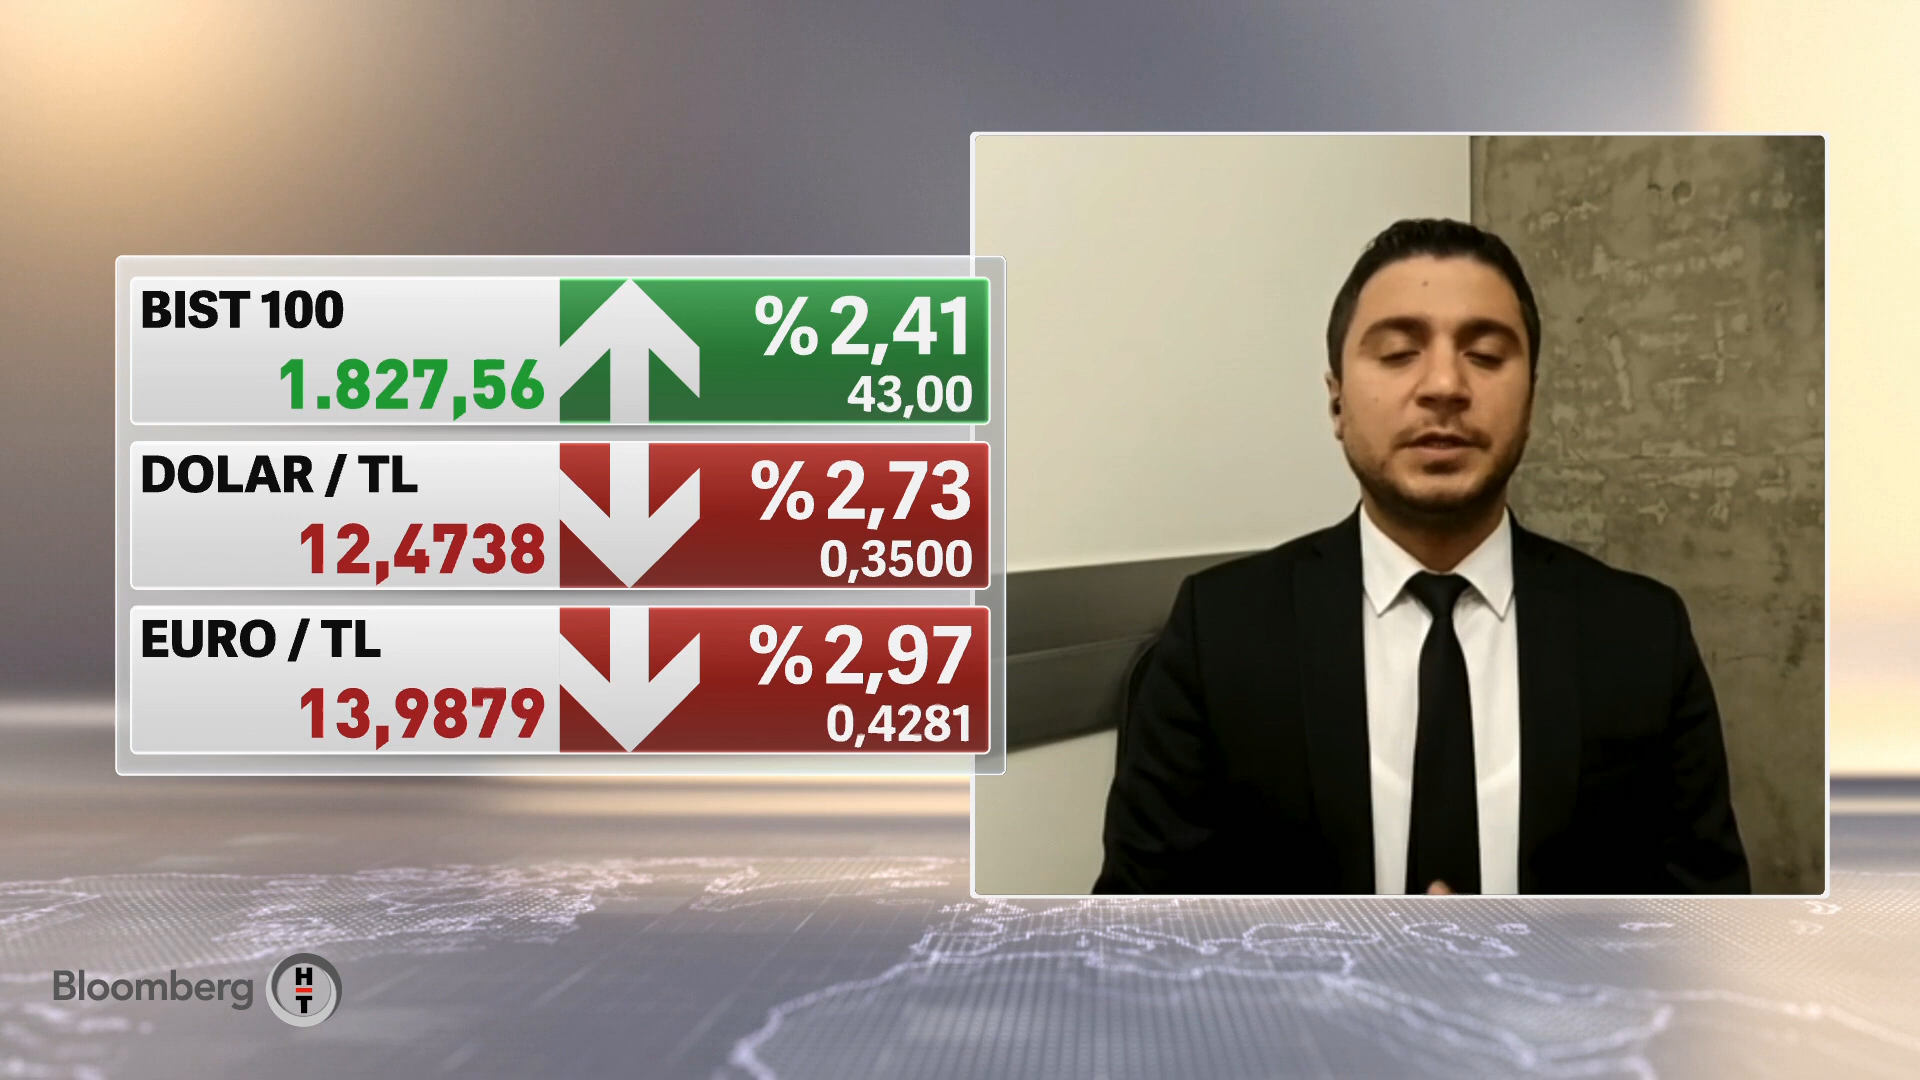 BIST 100
1.827,56
%2,41
43,00
DOLAR / TL
12,4738
%2,73
0,3500
EURO / TL
13,9879
%2,97
0,4281
Bloomberg HT